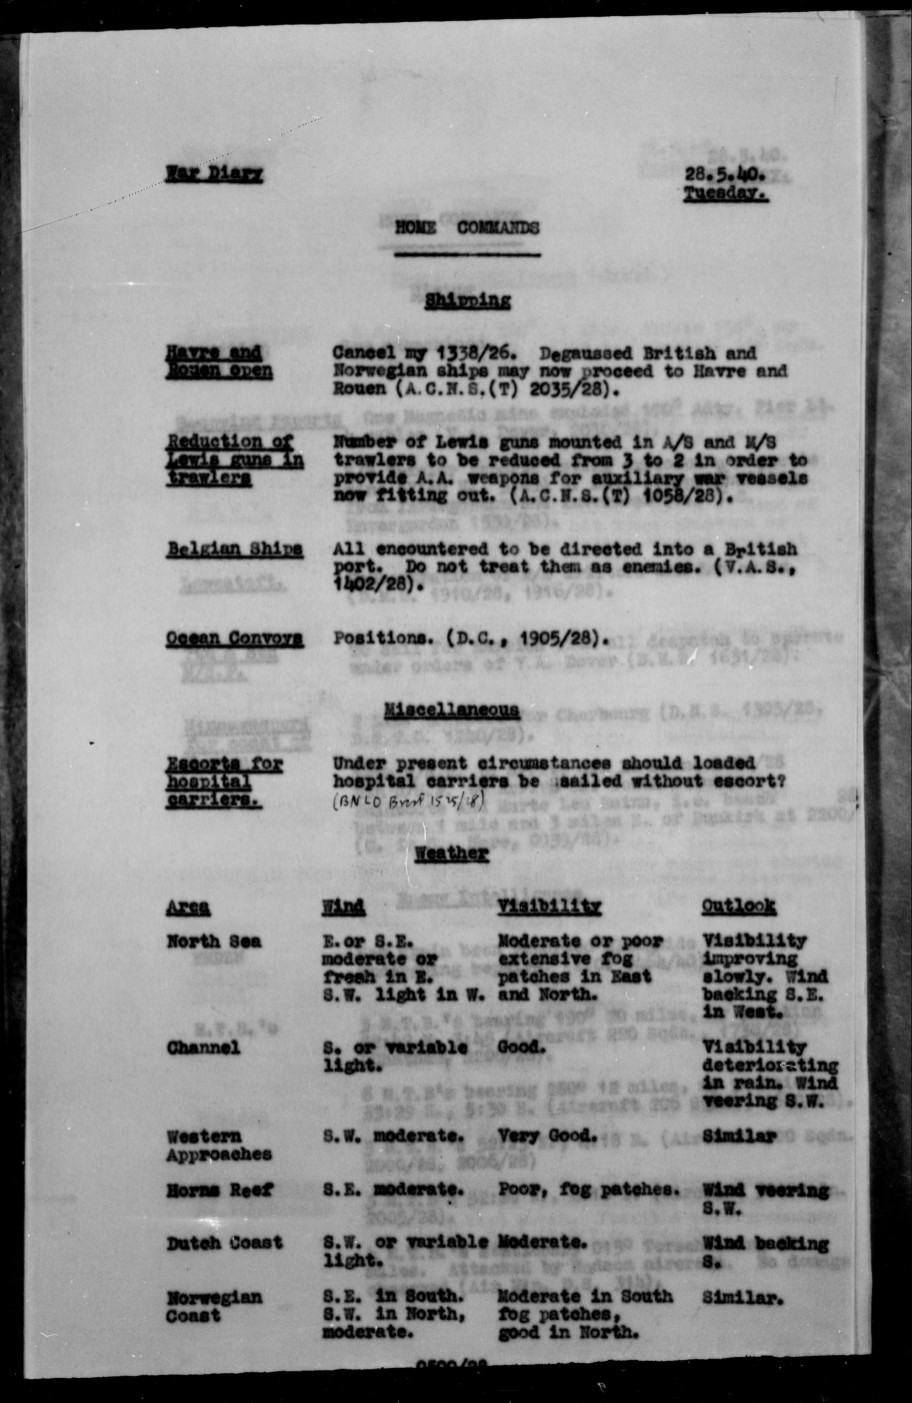 War Diary 28.5.40.
Tuesday.
HOME COMMANDS
Shipping
Havre and Cancel my 1338/26. Degaussed British and
Rouen open Norwegian ships may now proceed to Havre and
Rouen (A.C.N.S.(T) 2035/28).
Reduction of Number of Lewis guns mounted in A/S and M/S
Lewis guns in trawlers to be reduced from 3 to 2 in order to
trawlers provide A.A. weapons for auxiliary war vessels
now fitting out. (A.C.N.S.(T) 1058/28).
Belgian Ships All encountered to be directed into a British
port. Do not treat them as enemies. (V.A.S.,
1402/28).
Ocean Convoys Positions. (D.C., 1905/28).
Miscellaneous
Escorts for Under present circumstances should loaded
hospital hospital carriers be sailed without escort?
carriers. (BNLO Brest 1525/28)
Weather
Area Wind Visibility Outlook
North Sea E. or S.E. Moderate or poor Visibility
moderate or extensive fog improving
fresh in E. patches in East slowly. Wind
S.W. light in W. and North. backing S.E.
in West.
Channel S. or variable Good. Visibility
light. deteriorating
in rain. Wind
veering S.W.
Western S.W. moderate. Very Good. Similar
Approaches
Horns Reef S.E. moderate. Poor, fog patches. Wind veering
S.W.
Dutch Coast S.W. or variable Moderate. Wind backing
light. S.
Norwegian S.E. in South. Moderate in South Similar.
Coast S.W. in North, fog patches,
moderate. good in North.